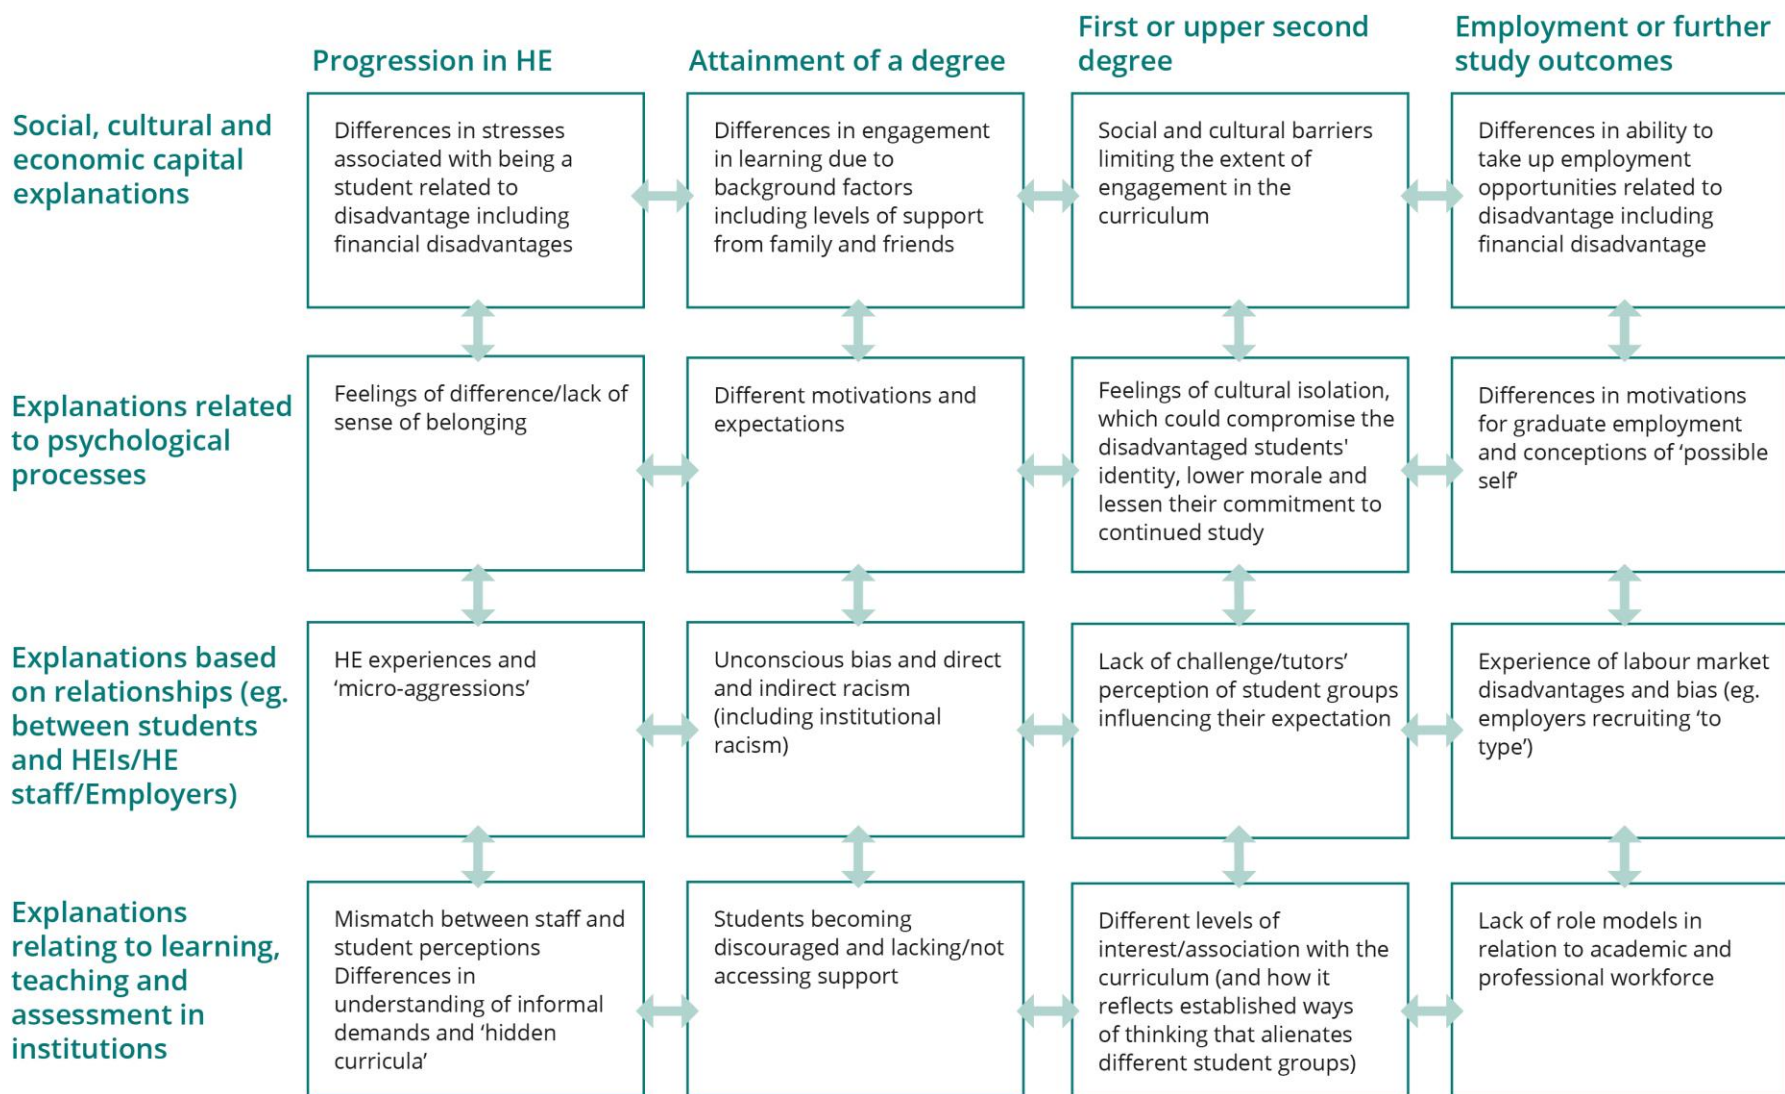 Progression in HE
Attainment of a degree
First or upper second
degree
Employment or further
study outcomes
Social, cultural and
economic capital
explanations
Differences in stresses
associated with being a
student related to
disadvantage including
financial disadvantages
Differences in engagement
in learning due to
background factors
including levels of support
from family and friends
Social and cultural barriers
limiting the extent of
engagement in the
curriculum
Differences in ability to
take up employment
opportunities related to
disadvantage including
financial disadvantage
Explanations related
to psychological
processes
Feelings of difference/lack of
sense of belonging
Different motivations and
expectations
Feelings of cultural isolation,
which could compromise the
disadvantaged students'
identity, lower morale and
lessen their commitment to
continued study
Differences in motivations
for graduate employment
and conceptions of ‘possible
self’
Explanations based
on relationships (eg.
between students
and HEIs/HE
staff/Employers)
HE experiences and
‘micro-aggressions’
Unconscious bias and direct
and indirect racism
(including institutional
racism)
Lack of challenge/tutors’
perception of student groups
influencing their expectation
Experience of labour market
disadvantages and bias (eg.
employers recruiting ‘to
type’)
Explanations
relating to learning,
teaching and
assessment in
institutions
Mismatch between staff and
student perceptions
Differences in
understanding of informal
demands and ‘hidden
curricula’
Students becoming
discouraged and lacking/not
accessing support
Different levels of
interest/association with the
curriculum (and how it
reflects established ways
of thinking that alienates
different student groups)
Lack of role models in
relation to academic and
professional workforce